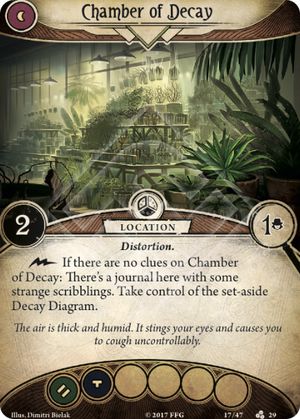 Chamber of Decay
2
LOCATION
1
Distortion.
If there are no clues on Chamber
of Decay: There's a journal here with some
strange scribblings. Take control of the set-aside
Decay Diagram.
The air is thick and humid. It stings your eyes and causes you
to cough uncontrollably.
Illus. Dimitri Bielak
© 2017 FFG
17/47
29